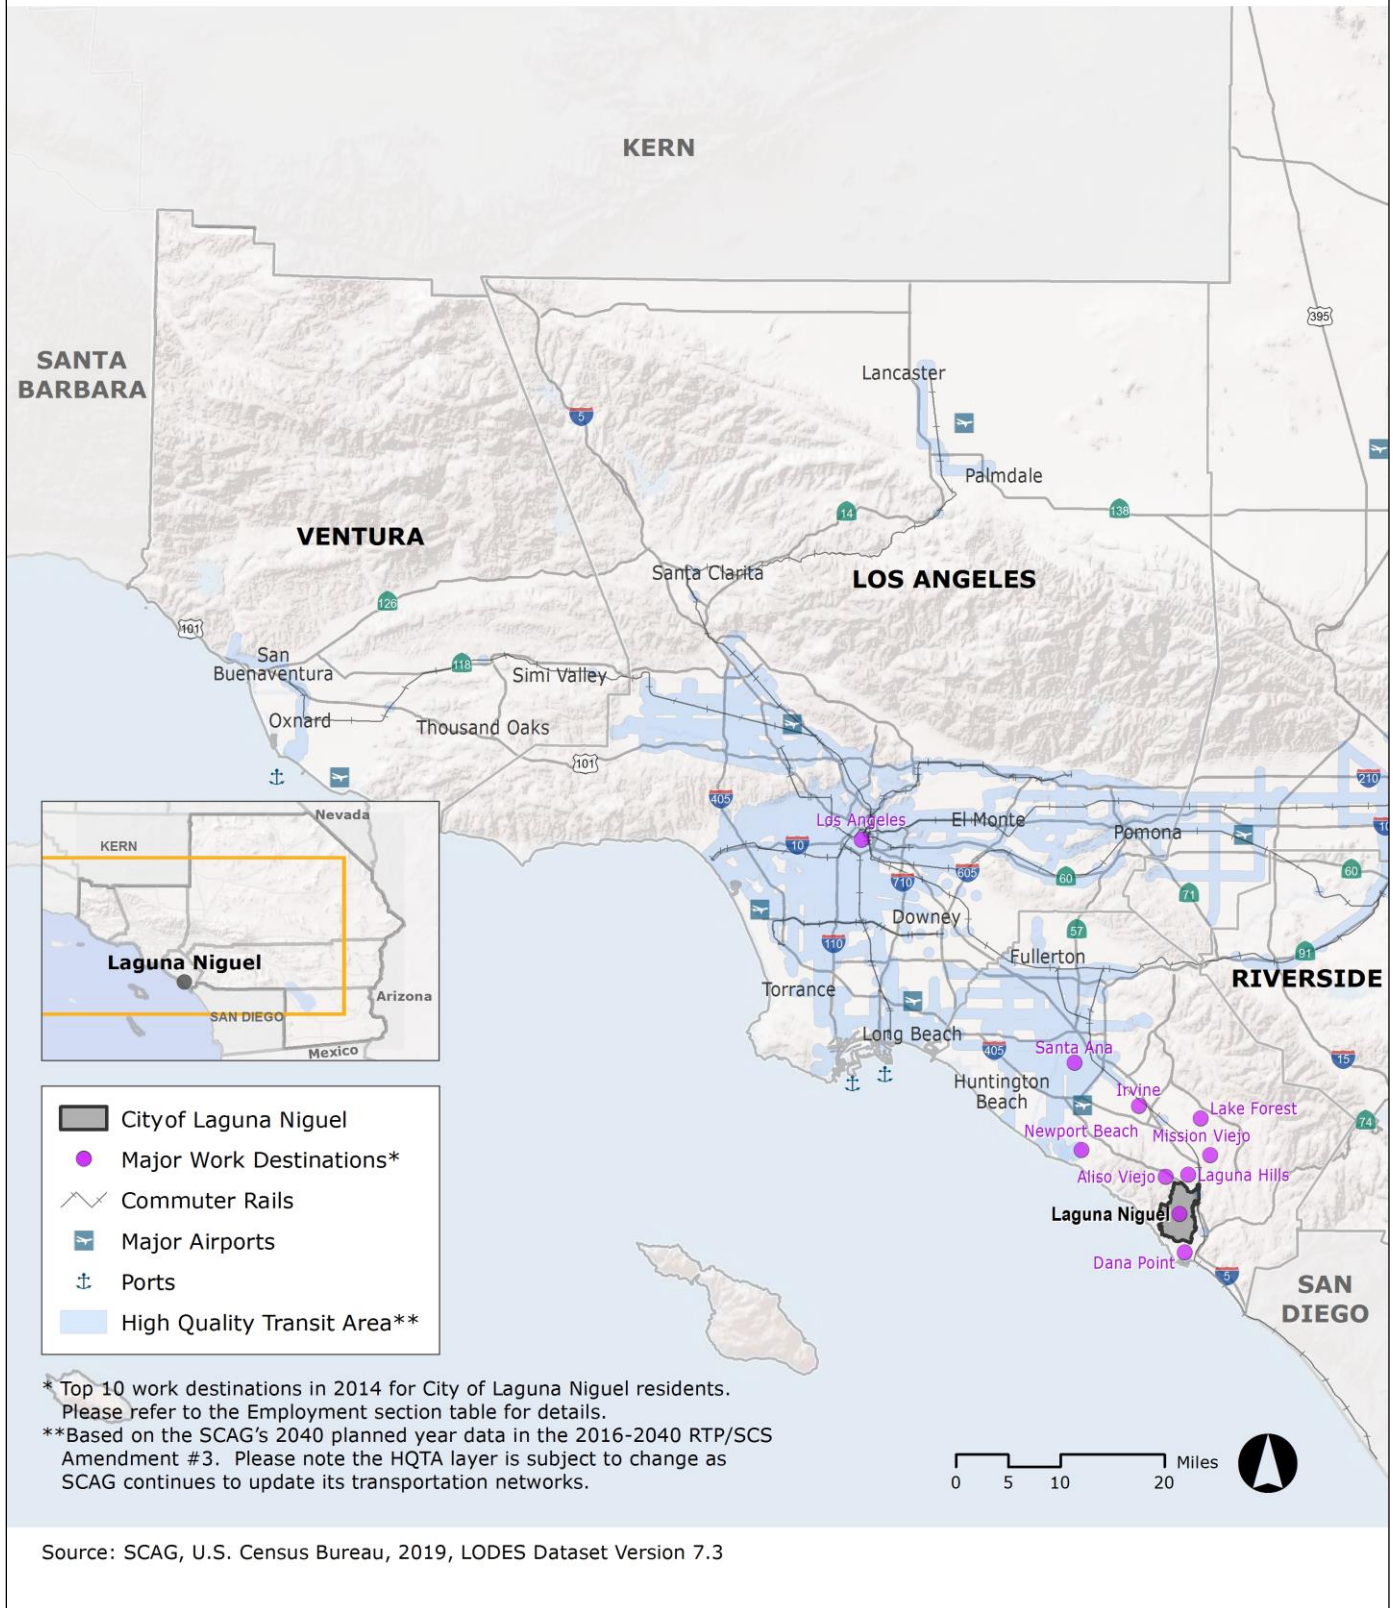 KERN
395
SANTA
BARBARA
Lancaster
5
Palmdale
14
138
VENTURA
Santa Clarita
LOS ANGELES
126
101
San
Buenaventura
118
Simi Valley
Oxnard
Thousand Oaks
101
210
405
Los Angeles
El Monte
Pomona
10
10
605
710
60
60
71
Downey
57
110
Fullerton
91
RIVERSIDE
Torrance
Long Beach
405
Santa Ana
15
Huntington
Beach
Irvine
Lake Forest
74
Newport Beach
Mission Viejo
Aliso Viejo
Laguna Hills
Laguna Niguel
Dana Point
5
SAN
DIEGO
Nevada
KERN
Laguna Niguel
Arizona
SAN DIEGO
Mexico
City of Laguna Niguel
Major Work Destinations*
Commuter Rails
Major Airports
Ports
High Quality Transit Area**
* Top 10 work destinations in 2014 for City of Laguna Niguel residents.
Please refer to the Employment section table for details.
**Based on the SCAG's 2040 planned year data in the 2016-2040 RTP/SCS
Amendment #3. Please note the HQTA layer is subject to change as
SCAG continues to update its transportation networks.
Miles
0 5 10 20
Source: SCAG, U.S. Census Bureau, 2019, LODES Dataset Version 7.3